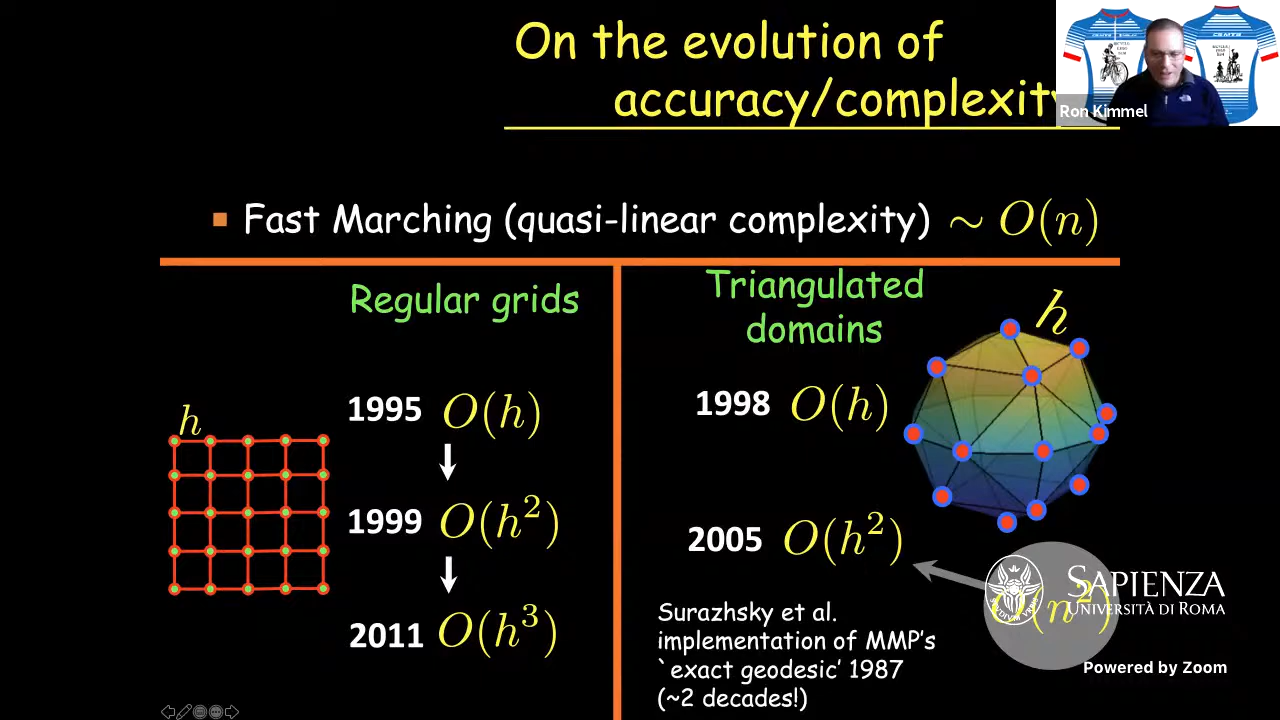 On the evolution of
accuracy/complexity
Ron Kimmel
Fast Marching (quasi-linear complexity) ~ O(n)
Regular grids
Triangulated
domains
h
h
1995 O(h)
1998 O(h)
1999 O(h²)
2005 O(h²)
2011 O(h³)
O(n²)
Surazhsky et al.
implementation of MMP's
`exact geodesic' 1987
(~2 decades!)
SAPIENZA
UNIVERSITÀ DI ROMA
Powered by Zoom